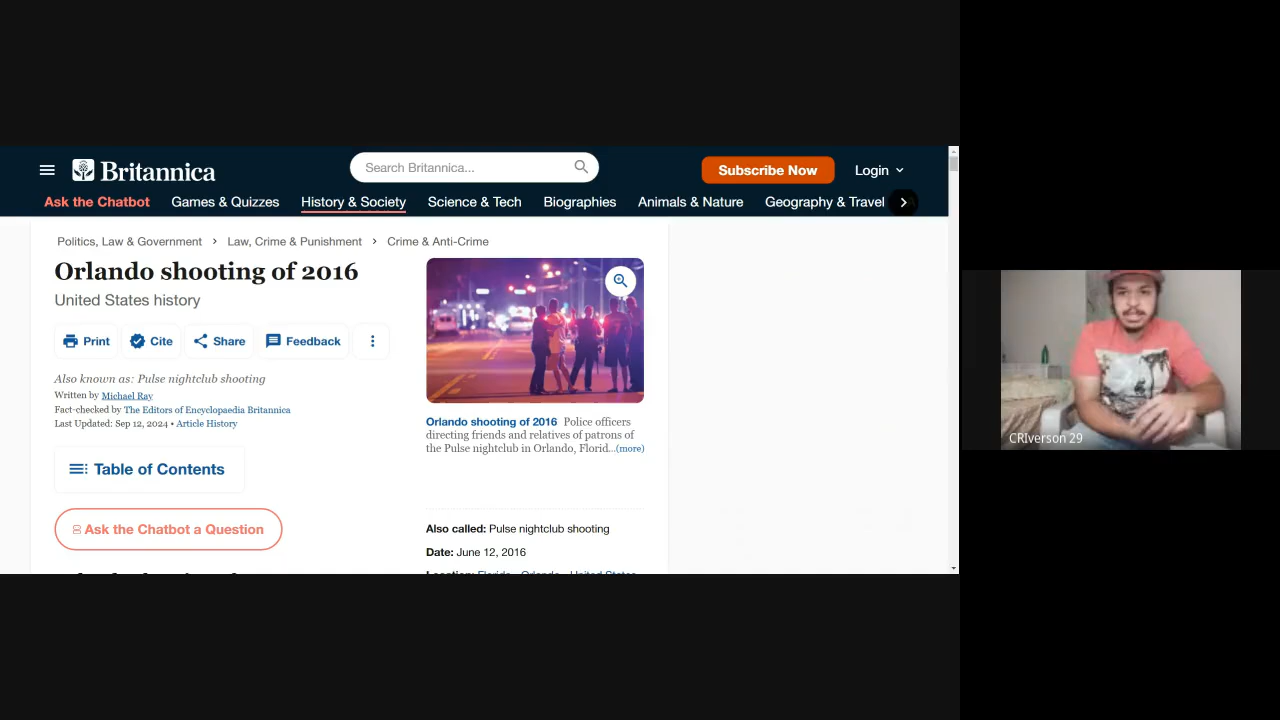 Britannica
Search Britannica...
Subscribe Now
Login
Ask the Chatbot
Games & Quizzes
History & Society
Science & Tech
Biographies
Animals & Nature
Geography & Travel
Politics, Law & Government
Law, Crime & Punishment
Crime & Anti-Crime
Orlando shooting of 2016
United States history
Print
Cite
Share
Feedback
Also known as: Pulse nightclub shooting
Written by Michael Ray
Fact-checked by The Editors of Encyclopaedia Britannica
Last Updated: Sep 12, 2024 • Article History
Table of Contents
Ask the Chatbot a Question
Orlando shooting of 2016 Police officers
directing friends and relatives of patrons of
the Pulse nightclub in Orlando, Florid...(more)
Also called: Pulse nightclub shooting
Date: June 12, 2016
Location: Florida Orlando United States
CRIverson 29